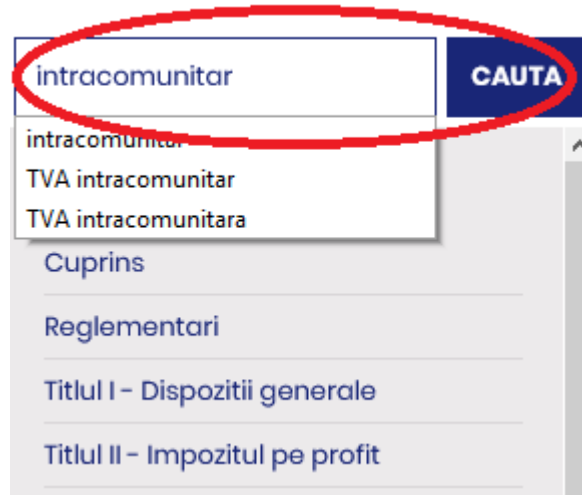 intracomunitar CAUTA
intracomunitar
TVA intracomunitar
TVA intracomunitara
Cuprins
Reglementari
Titlul I - Dispozitii generale
Titlul II - Impozitul pe profit